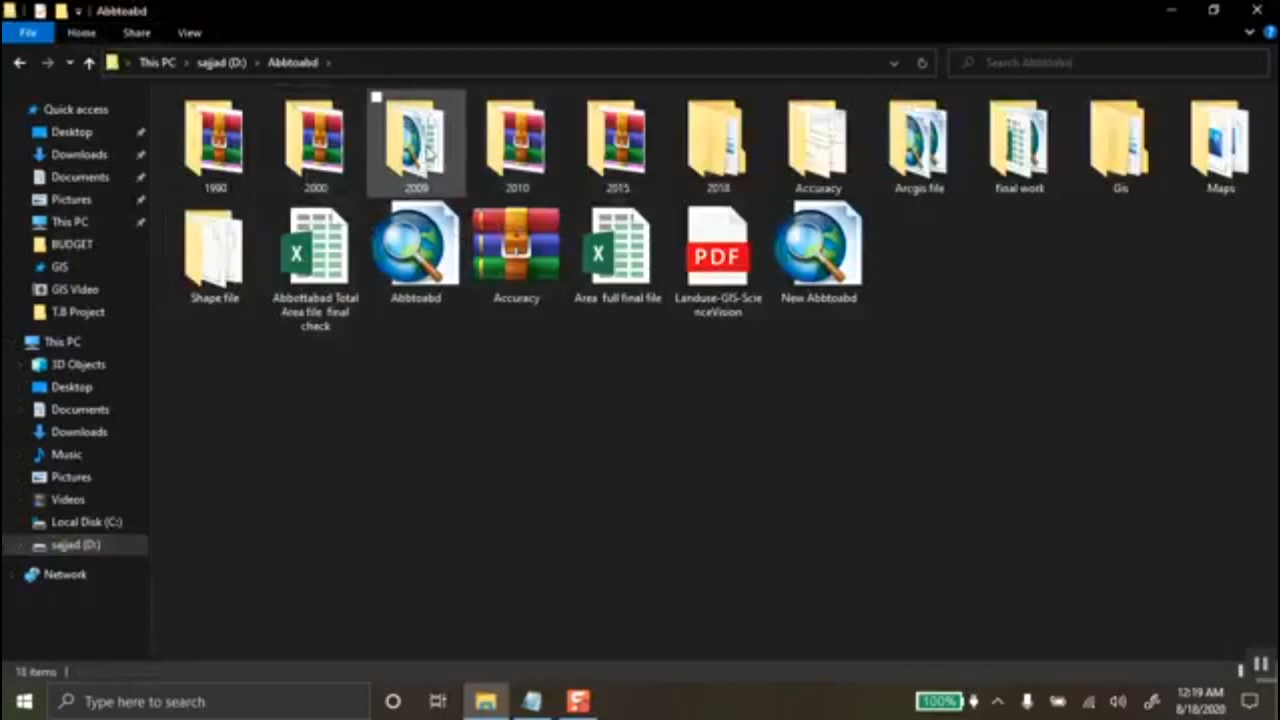 Abbtoabd
File Home Share View
This PC sajjad (D:) Abbtoabd
Search Abbtoabd
Quick access
Desktop
Downloads
Documents
Pictures
This PC
BUDGET
GIS
GIS Video
T.B Project
This PC
3D Objects
Desktop
Documents
Downloads
Music
Pictures
Videos
Local Disk (C:)
sajjad (D:)
Network
1990 2000 2009 2010 2015 2018 Accuracy Arcgis file final work Gis Maps
Shape file
Abbottabad Total
Area file final
check
Abbtoabd
Accuracy
Area full final file
Landuse-GIS-Scie
nceVision
New Abbtoabd
PDF
18 items
Type here to search
100%
12:19 AM
8/18/2020